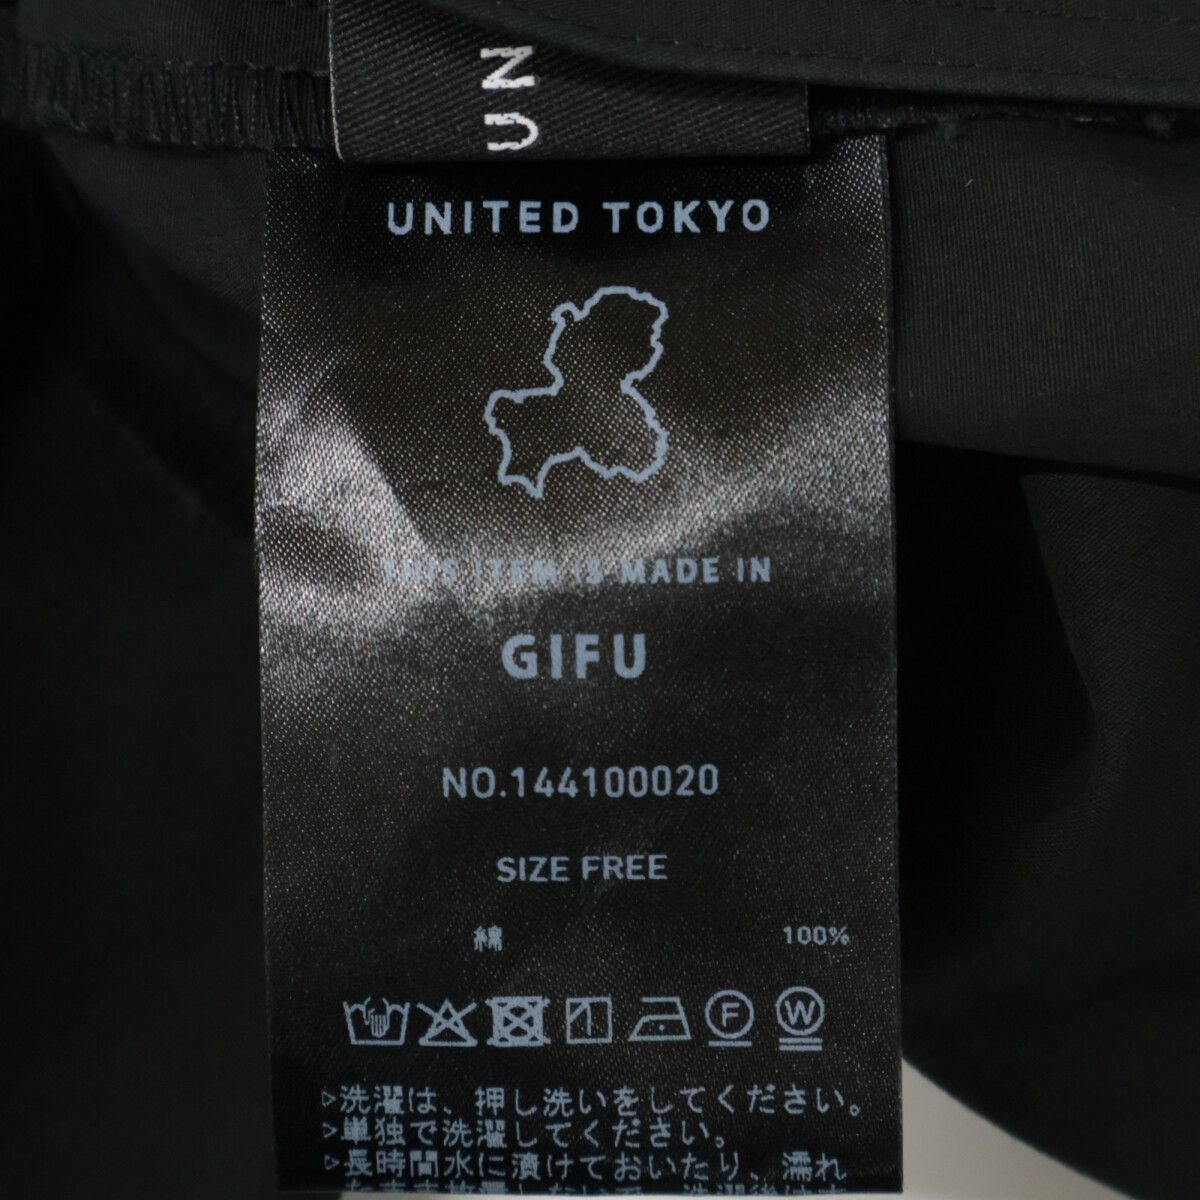 UN
UNITED TOKYO
THIS ITEM IS MADE IN
GIFU
NO.144100020
SIZE FREE
綿 100%
F W
▷洗濯は、押し洗いをしてください。
▷単独で洗濯してください。
▷長時間水に漬けておいたり、濡れ